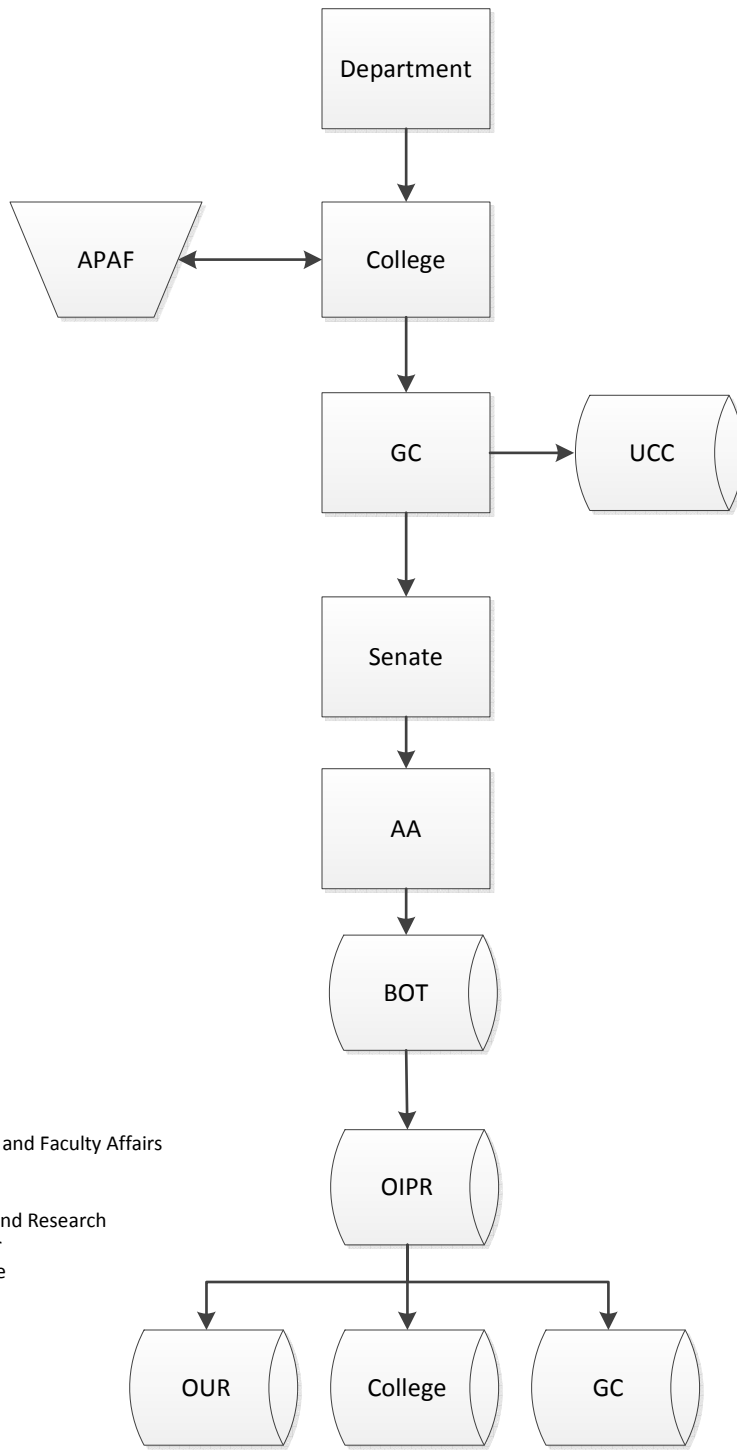 Department
APAF
College
GC
UCC
Senate
AA
BOT
and Faculty Affairs
OIPR
nd Research
e
OUR
College
GC